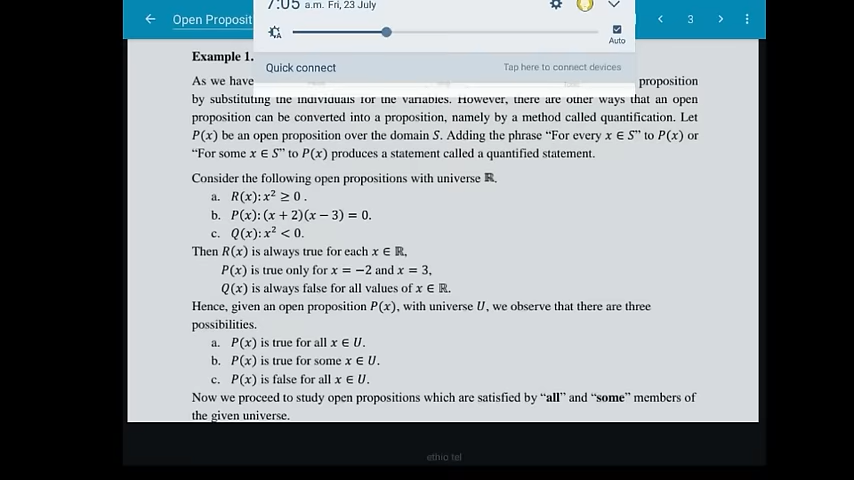 7:05 a.m. Fri, 23 July
Open Proposit
3
Auto
Quick connect
Tap here to connect devices
Example 1.
As we have proposition
by substituting the individuals for the variables. However, there are other ways that an open
proposition can be converted into a proposition, namely by a method called quantification. Let
P(x) be an open proposition over the domain S. Adding the phrase “For every x ∈ S” to P(x) or
“For some x ∈ S” to P(x) produces a statement called a quantified statement.
Consider the following open propositions with universe ℝ.
a. R(x): x² ≥ 0 .
b. P(x): (x + 2)(x − 3) = 0.
c. Q(x): x² < 0.
Then R(x) is always true for each x ∈ ℝ,
P(x) is true only for x = −2 and x = 3,
Q(x) is always false for all values of x ∈ ℝ.
Hence, given an open proposition P(x), with universe U, we observe that there are three
possibilities.
a. P(x) is true for all x ∈ U.
b. P(x) is true for some x ∈ U.
c. P(x) is false for all x ∈ U.
Now we proceed to study open propositions which are satisfied by “all” and “some” members of
the given universe.
ethio tel